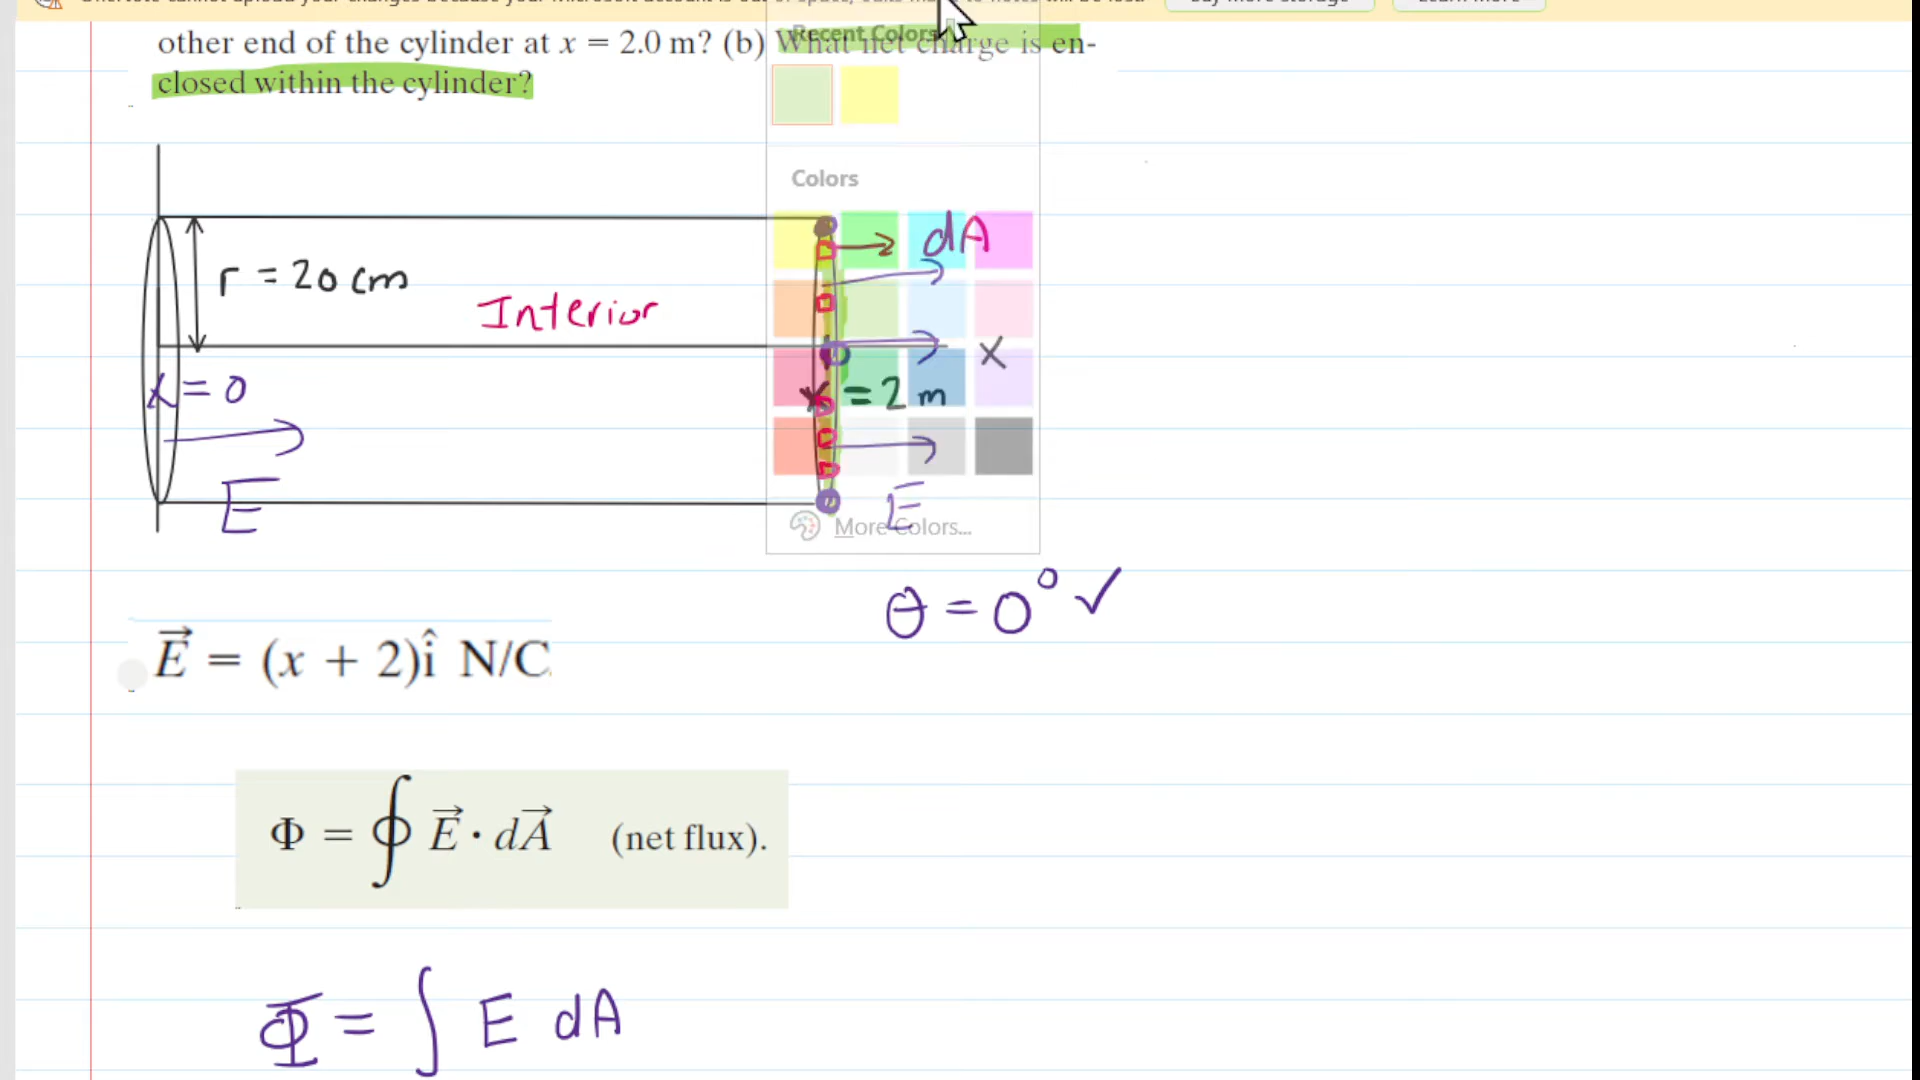 other end of the cylinder at x = 2.0 m? (b) What net charge is en-
closed within the cylinder?
Recent Colors
Colors
dA
r = 20 cm
Interior
x
x = 0
x = 2 m
E
E
More Colors...
θ = 0° ✓
E⃗ = (x + 2)î N/C
Φ = ∮ E⃗ · dA⃗ (net flux).
Φ = ∫ E dA